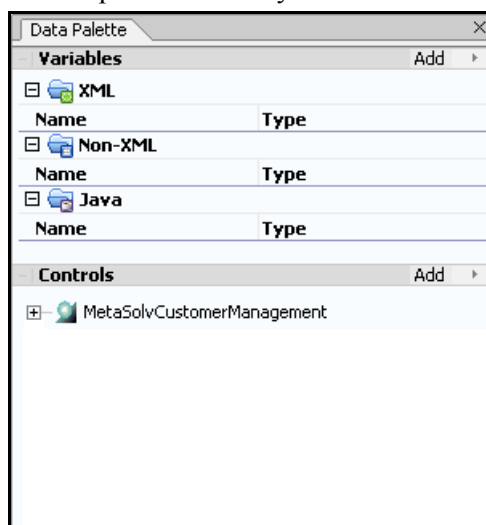 Data Palette
Variables Add
XML
Name Type
Non-XML
Name Type
Java
Name Type
Controls Add
MetaSolvCustomerManagement